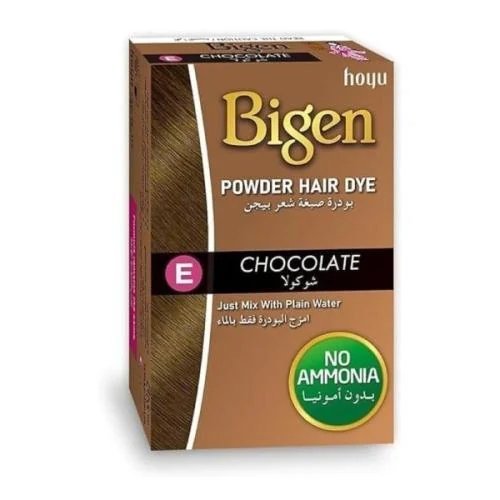 hoyu
Bigen
POWDER HAIR DYE
بودرة صبغة شعر بيجن
E
CHOCOLATE
شوكولا
Just Mix With Plain Water
امزج البودرة فقط بالماء
NO
AMMONIA
بدون أمونيا